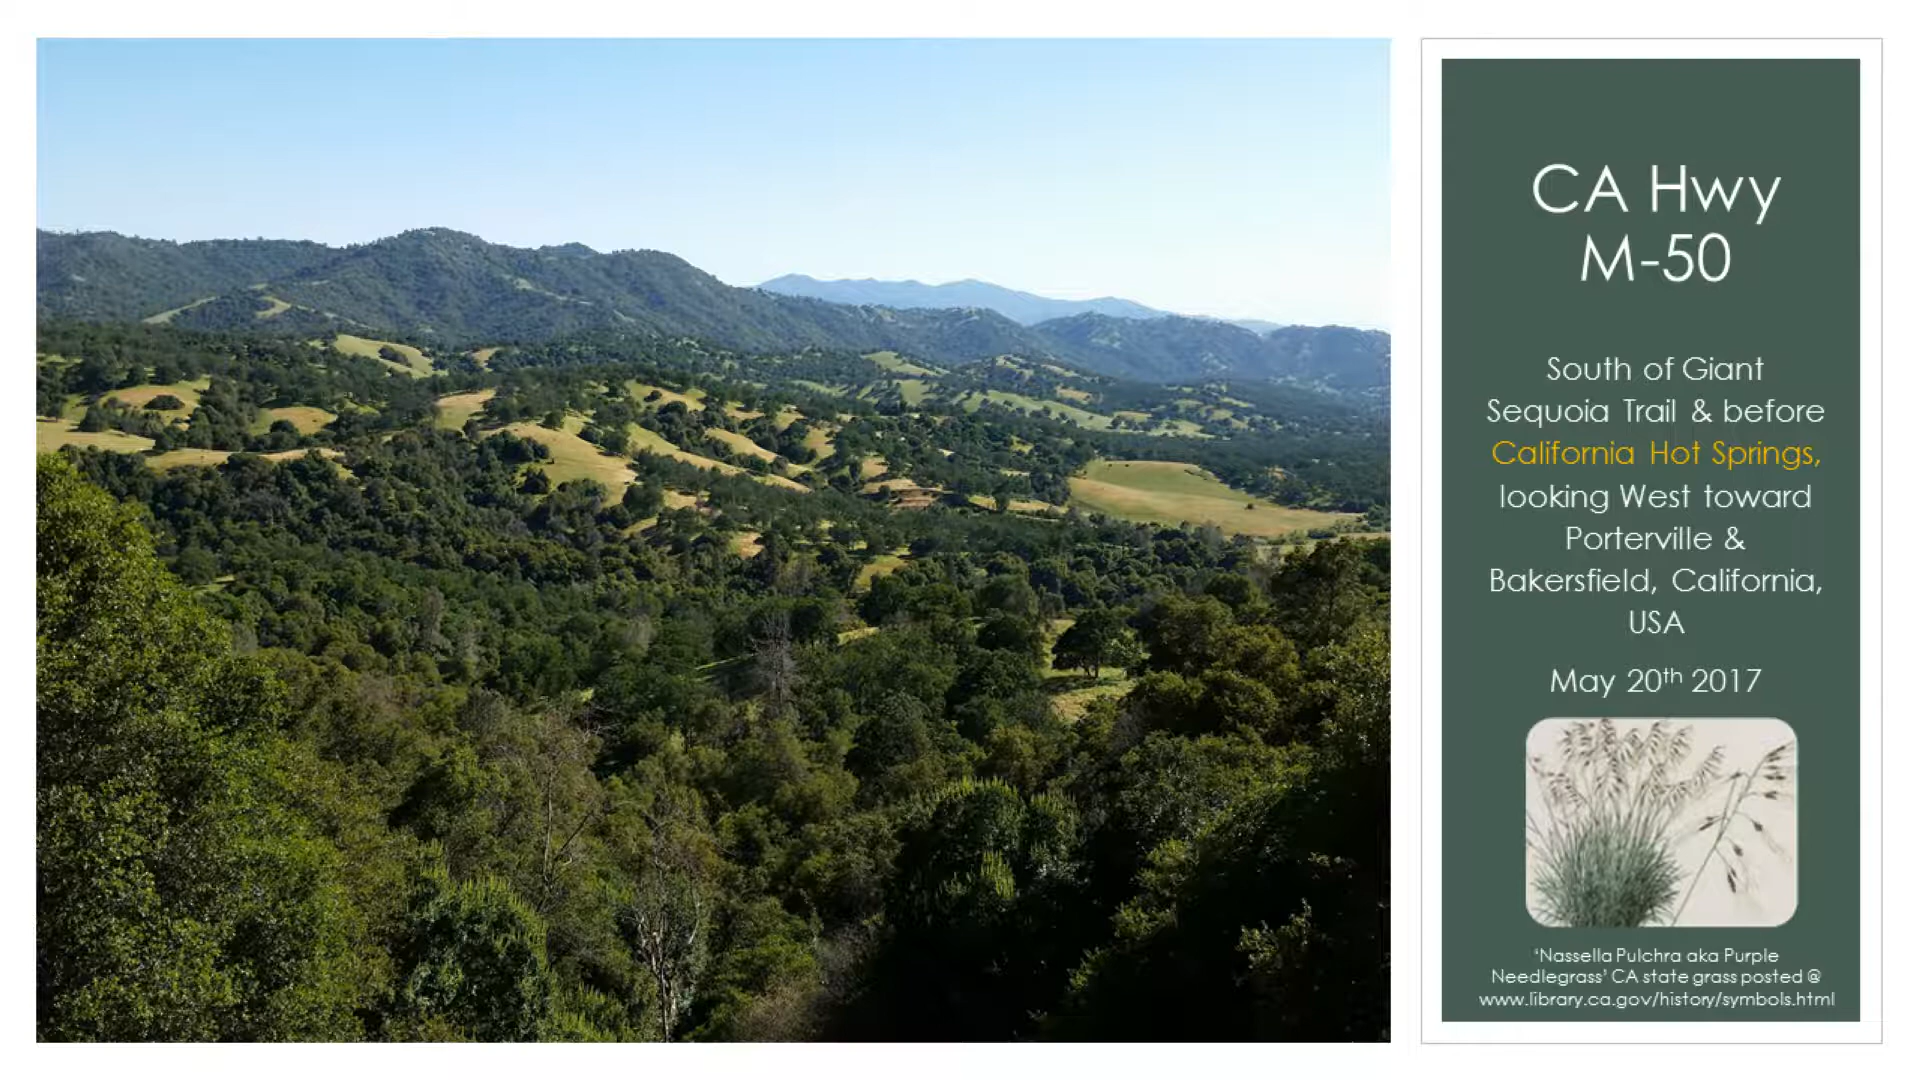 CA Hwy
M-50
South of Giant
Sequoia Trail & before
California Hot Springs,
looking West toward
Porterville &
Bakersfield, California,
USA
May 20th 2017
‘Nassella Pulchra aka Purple
Needlegrass’ CA state grass posted @
www.library.ca.gov/history/symbols.html